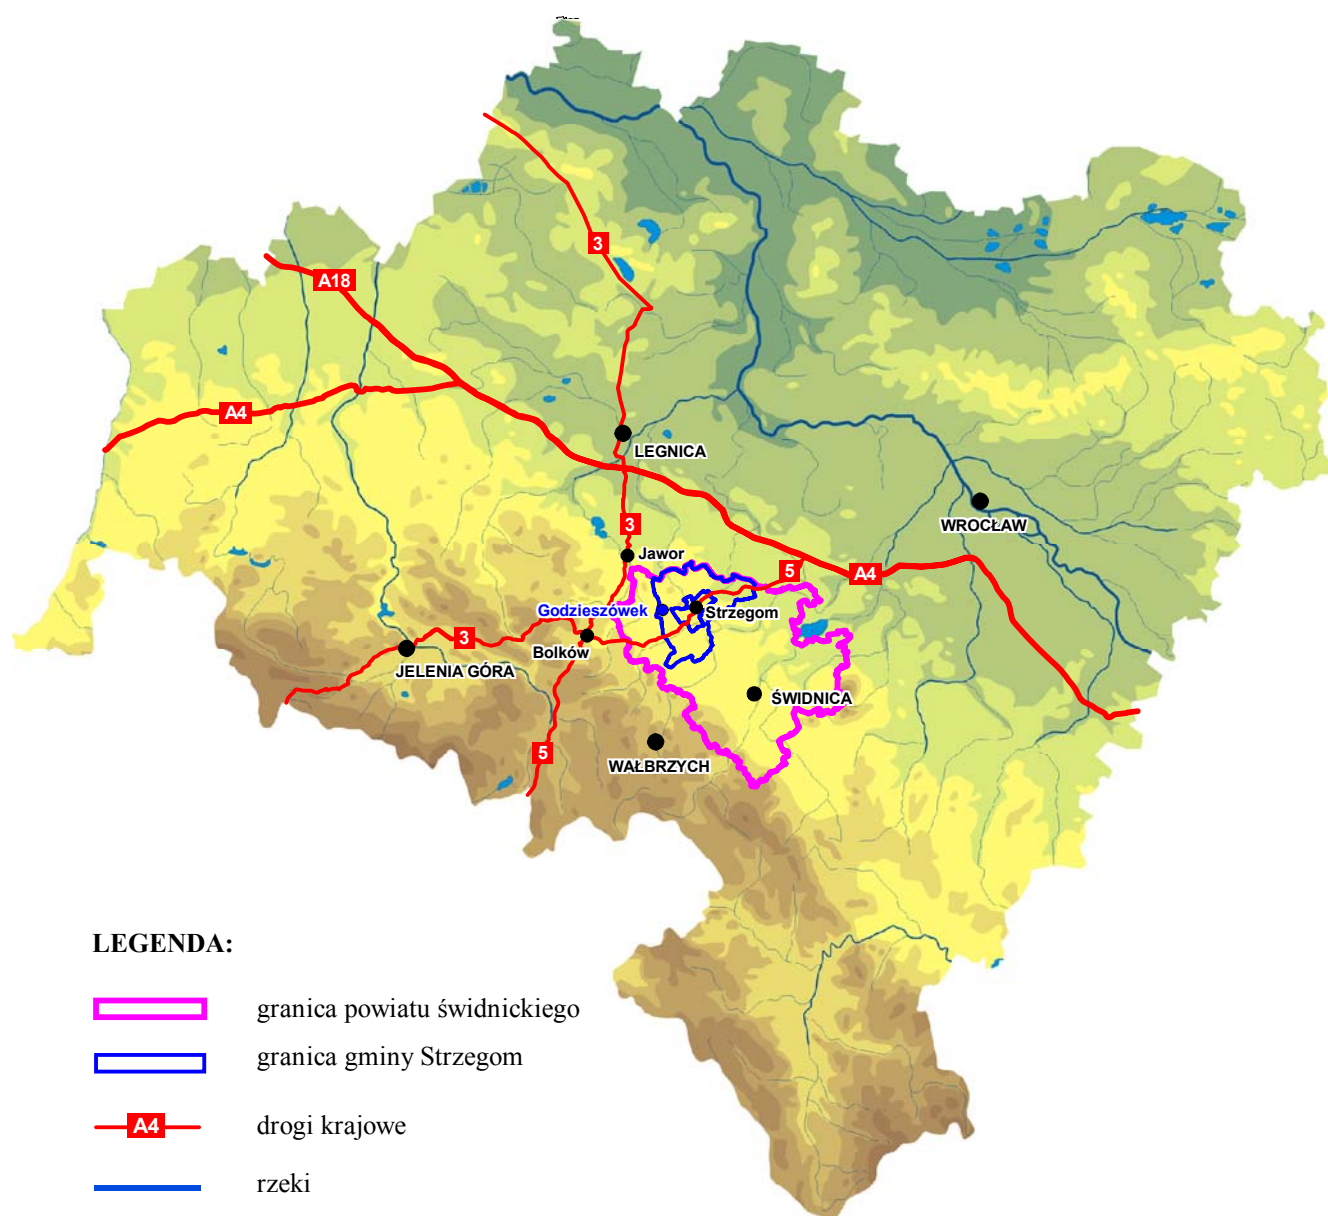 3
A18
A4
LEGNICA
WROCŁAW
3
Jawor
5
A4
Godzieszówek
Strzegom
3
Bolków
JELENIA GÓRA
ŚWIDNICA
5
WAŁBRZYCH
LEGENDA:
granica powiatu świdnickiego
granica gminy Strzegom
A4 drogi krajowe
rzeki